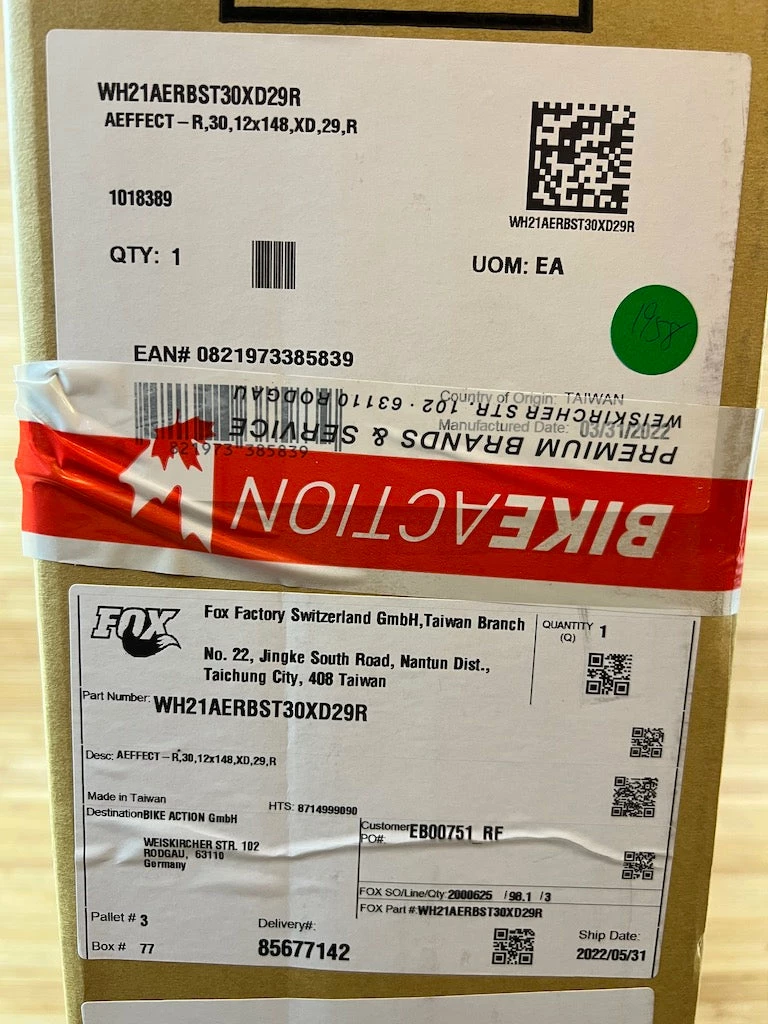 WH21AERBST30XD29R
AEFFECT-R,30,12x148,XD,29,R
WH21AERBST30XD29R
1018389
QTY: 1
UOM: EA
1958
EAN# 0821973385839
Country of Origin: TAIWAN
Manufactured Date: 03/31/2022
821973 385839
WEISKIRCHER STR. 102 · 63110 RODGAU
PREMIUM BRANDS & SERVICE
BIKEACTION
FOX
Fox Factory Switzerland GmbH,Taiwan Branch
No. 22, Jingke South Road, Nantun Dist.,
Taichung City, 408 Taiwan
QUANTITY 1
(Q)
Part Number: WH21AERBST30XD29R
Desc: AEFFECT-R,30,12x148,XD,29,R
Made in Taiwan
HTS: 8714999090
Destination BIKE ACTION GmbH
WEISKIRCHER STR. 102
RODGAU, 63110
Germany
Customer PO#: EB00751_RF
FOX SO/Line/Qty: 2000625 / 98.1 / 3
FOX Part #: WH21AERBST30XD29R
Pallet # 3
Box # 77
Delivery#:
85677142
Ship Date:
2022/05/31